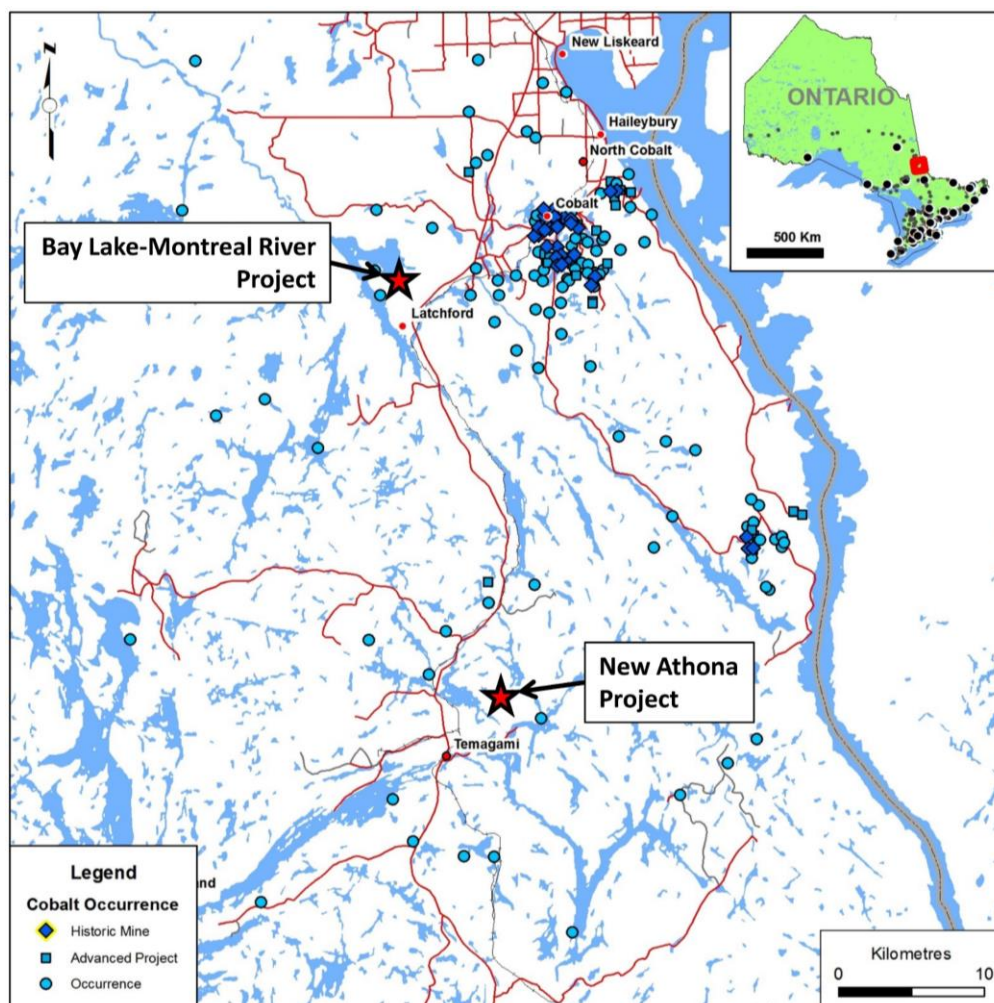 N
New Liskeard
ONTARIO
500 Km
Haileybury
North Cobalt
Cobalt
Bay Lake-Montreal River
Project
Latchford
New Athona
Project
Temagami
Legend
Cobalt Occurrence
Historic Mine
Advanced Project
Occurrence
Kilometres
0 10